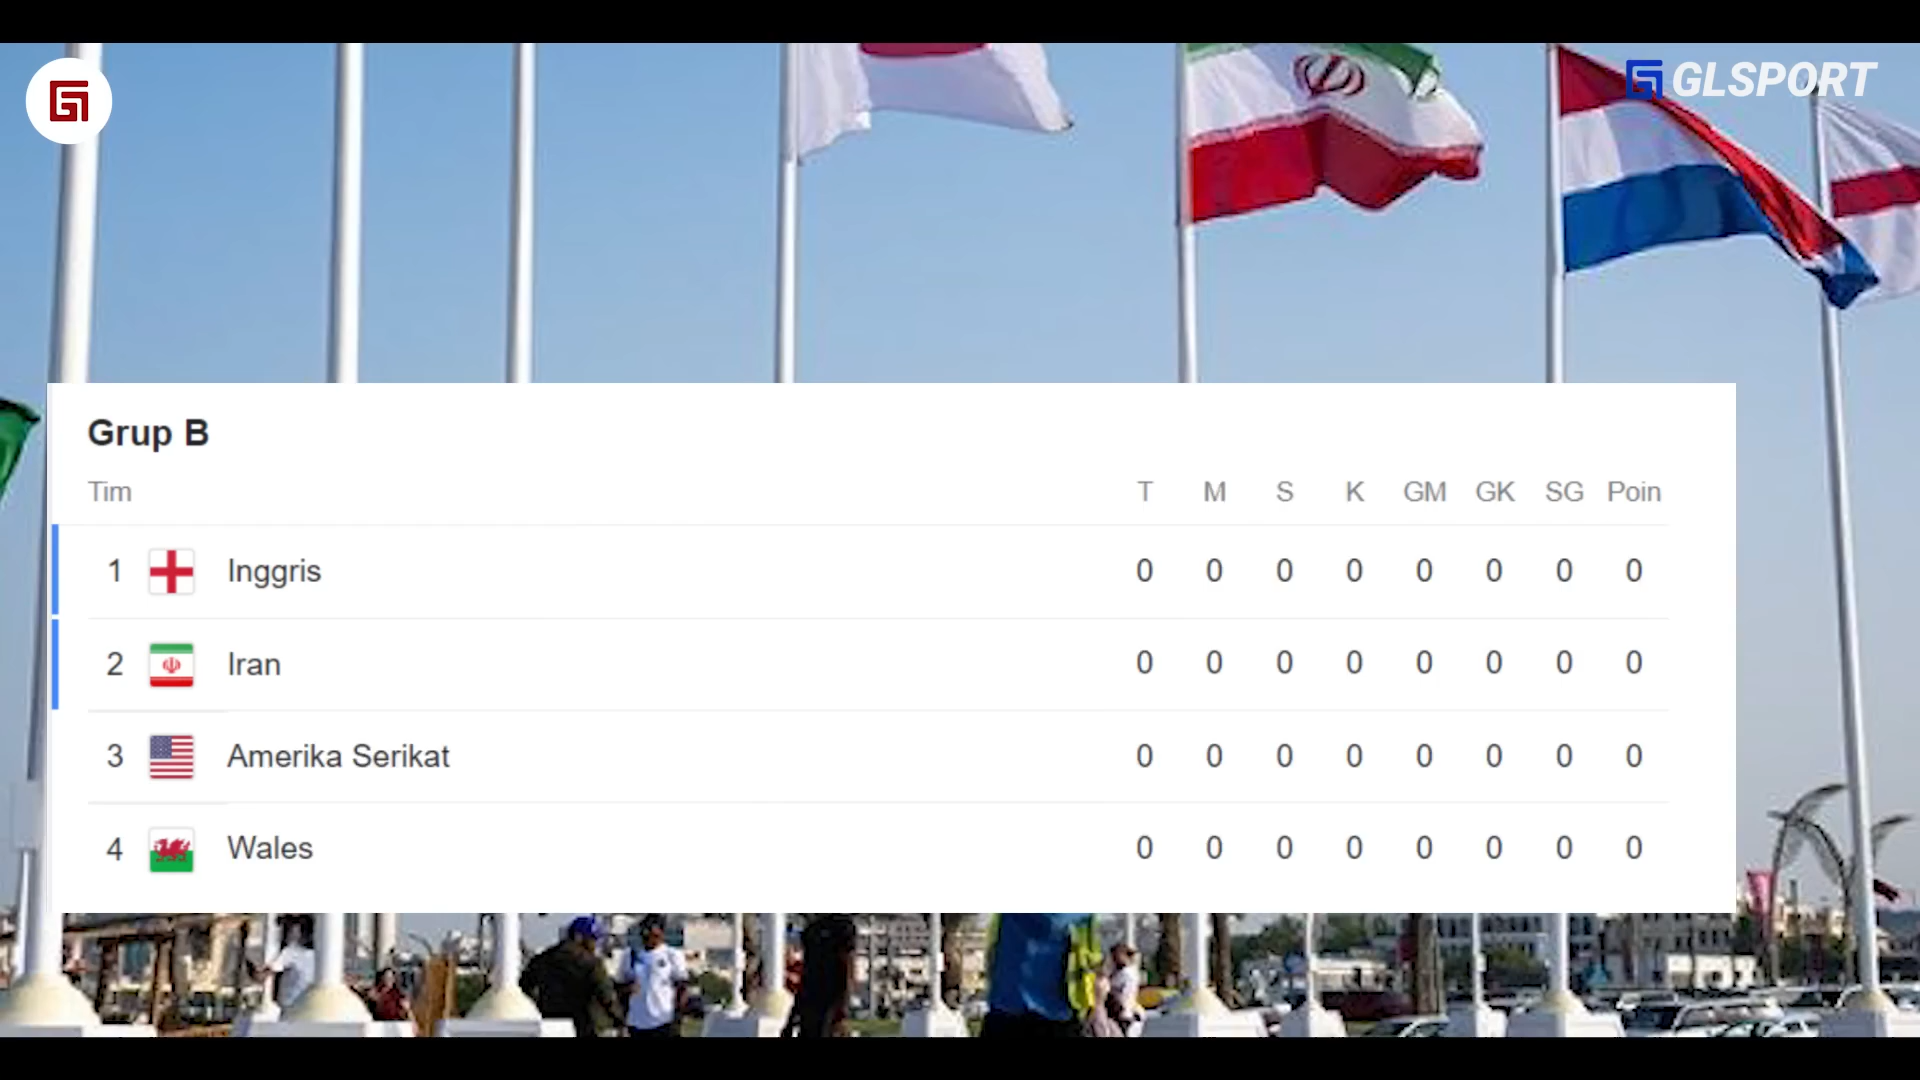 GLSPORT
Grup B
Tim T M S K GM GK SG Poin
1 Inggris 0 0 0 0 0 0 0 0
2 Iran 0 0 0 0 0 0 0 0
3 Amerika Serikat 0 0 0 0 0 0 0 0
4 Wales 0 0 0 0 0 0 0 0